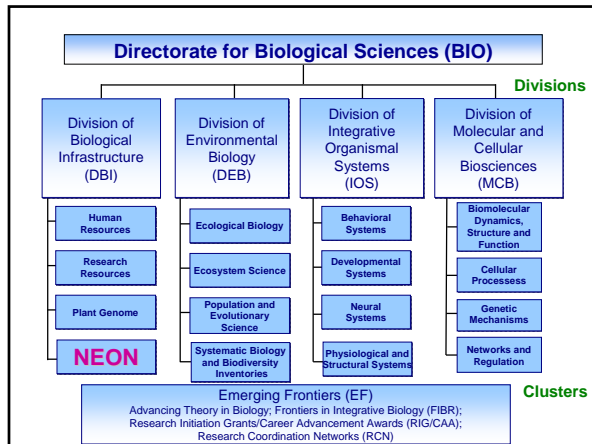 Directorate for Biological Sciences (BIO)
Divisions
Division of
Biological
Infrastructure
(DBI)
Human
Resources
Research
Resources
Plant Genome
NEON
Division of
Environmental
Biology
(DEB)
Ecological Biology
Ecosystem Science
Population and
Evolutionary
Science
Systematic Biology
and Biodiversity
Inventories
Division of
Integrative
Organismal
Systems
(IOS)
Behavioral
Systems
Developmental
Systems
Neural
Systems
Physiological and
Structural Systems
Division of
Molecular and
Cellular
Biosciences
(MCB)
Biomolecular
Dynamics,
Structure and
Function
Cellular
Processess
Genetic
Mechanisms
Networks and
Regulation
Clusters
Emerging Frontiers (EF)
Advancing Theory in Biology; Frontiers in Integrative Biology (FIBR);
Research Initiation Grants/Career Advancement Awards (RIG/CAA);
Research Coordination Networks (RCN)